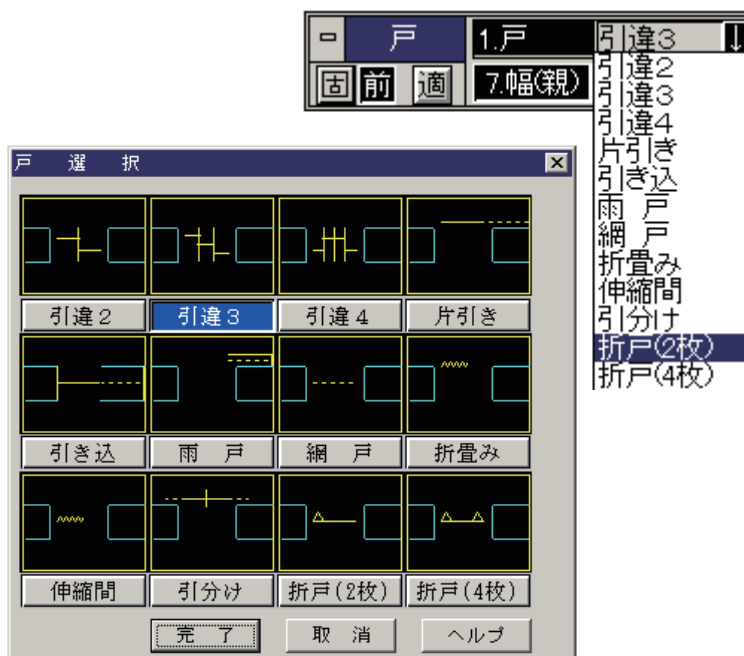 戸 1.戸 引違3 ↓
固 前 適 7.幅(親)
引違2
引違3
引違4
片引き
引き込
雨 戸
網 戸
折畳み
伸縮間
引分け
折戸(2枚)
折戸(4枚)
戸 選 択
引違2 引違3 引違4 片引き
引き込 雨 戸 網 戸 折畳み
伸縮間 引分け 折戸(2枚) 折戸(4枚)
完 了 取 消 ヘルプ